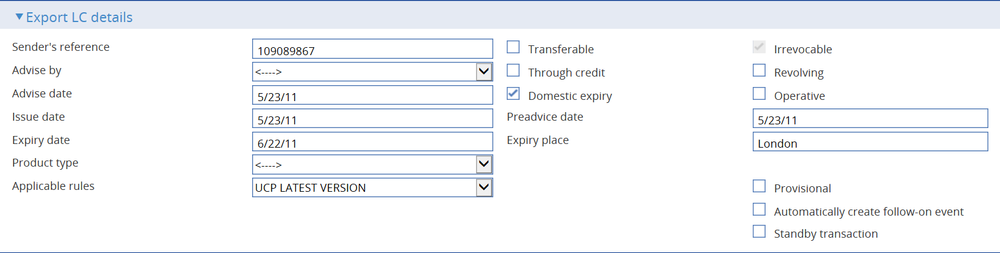 Export LC details
Sender's reference 109089867 Transferable Irrevocable
Advise by <----> Through credit Revolving
Advise date 5/23/11 Domestic expiry Operative
Issue date 5/23/11 Preadvice date 5/23/11
Expiry date 6/22/11 Expiry place London
Product type <---->
Applicable rules UCP LATEST VERSION Provisional
Automatically create follow-on event
Standby transaction